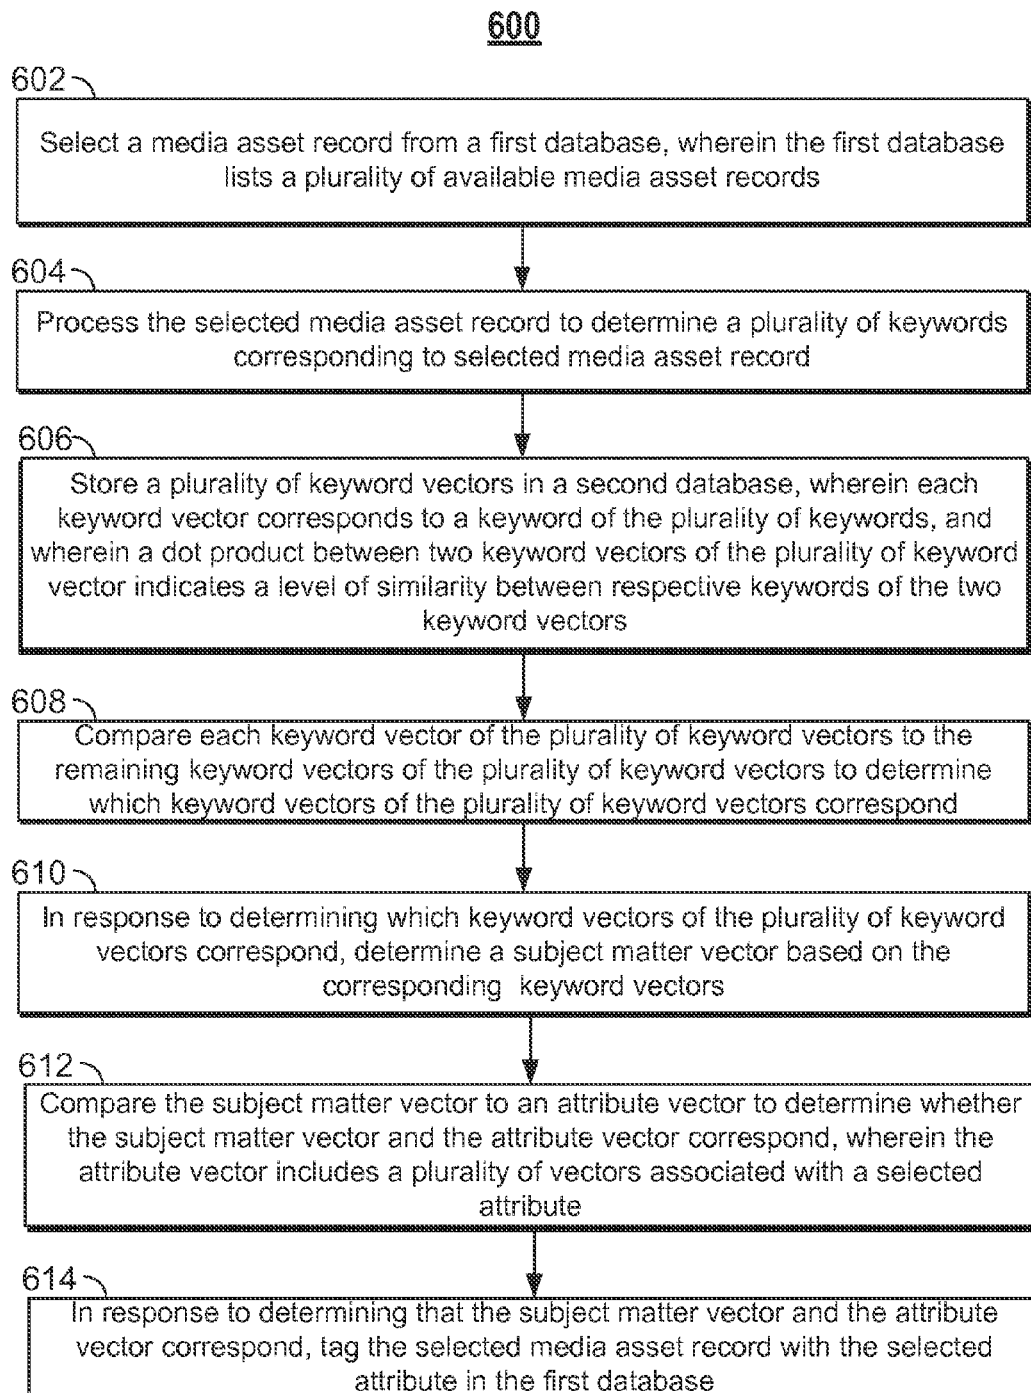 600
602
Select a media asset record from a first database, wherein the first database
lists a plurality of available media asset records
604
Process the selected media asset record to determine a plurality of keywords
corresponding to selected media asset record
606
Store a plurality of keyword vectors in a second database, wherein each
keyword vector corresponds to a keyword of the plurality of keywords, and
wherein a dot product between two keyword vectors of the plurality of keyword
vector indicates a level of similarity between respective keywords of the two
keyword vectors
608
Compare each keyword vector of the plurality of keyword vectors to the
remaining keyword vectors of the plurality of keyword vectors to determine
which keyword vectors of the plurality of keyword vectors correspond
610
In response to determining which keyword vectors of the plurality of keyword
vectors correspond, determine a subject matter vector based on the
corresponding keyword vectors
612
Compare the subject matter vector to an attribute vector to determine whether
the subject matter vector and the attribute vector correspond, wherein the
attribute vector includes a plurality of vectors associated with a selected
attribute
614
In response to determining that the subject matter vector and the attribute
vector correspond, tag the selected media asset record with the selected
attribute in the first database